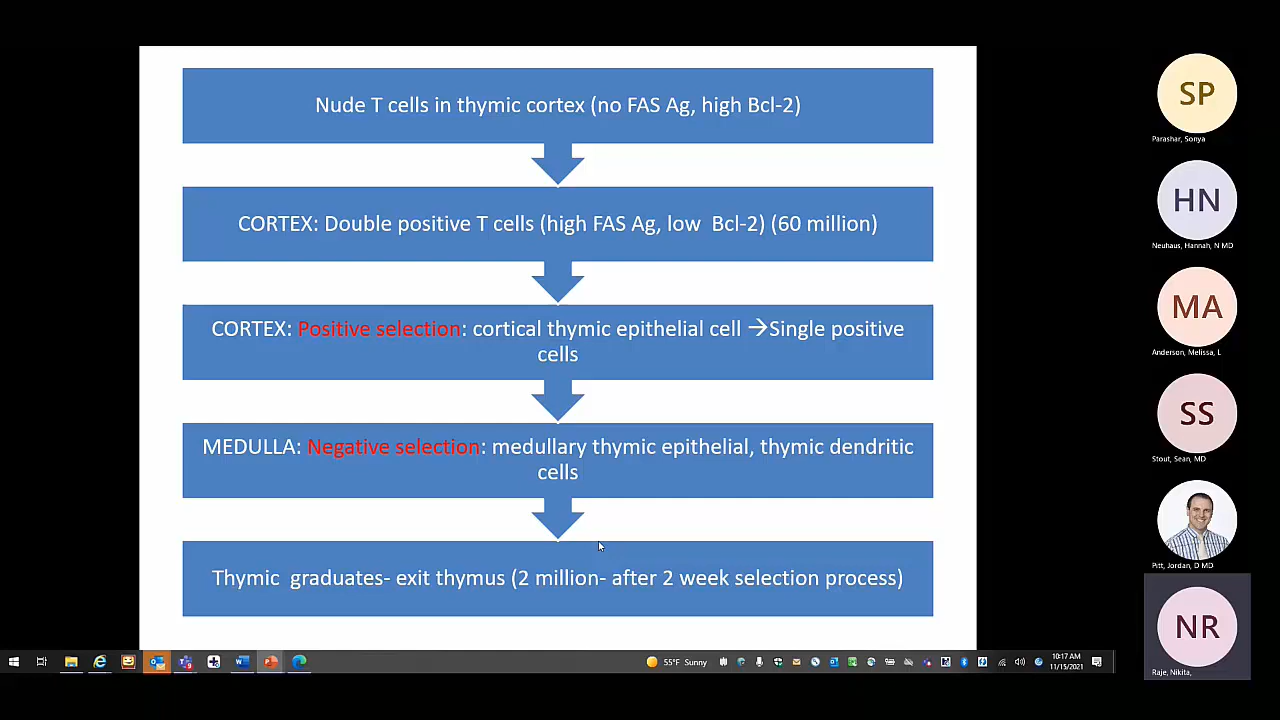 Nude T cells in thymic cortex (no FAS Ag, high Bcl-2)
CORTEX: Double positive T cells (high FAS Ag, low  Bcl-2) (60 million)
CORTEX: Positive selection: cortical thymic epithelial cell →Single positive
cells
MEDULLA: Negative selection: medullary thymic epithelial, thymic dendritic
cells
Thymic  graduates- exit thymus (2 million- after 2 week selection process)
SP
Parashar, Sonya
HN
Neuhaus, Hannah, N MD
MA
Anderson, Melissa, L
SS
Stout, Sean, MD
Pitt, Jordan, D MD
NR
Raje, Nikita,
55°F Sunny
10:17 AM
11/15/2021